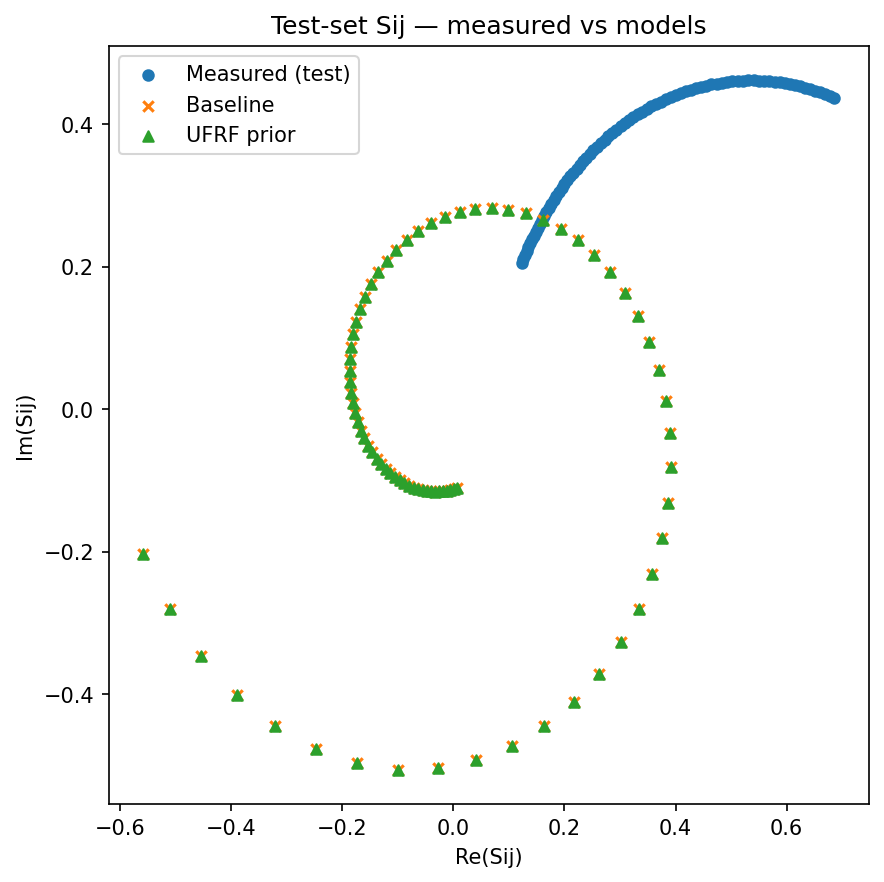 Test-set Sij — measured vs models
Measured (test)
Baseline
UFRF prior
Im(Sij)
0.4
0.2
0.0
−0.2
−0.4
−0.6
−0.4
−0.2
0.0
0.2
0.4
0.6
Re(Sij)